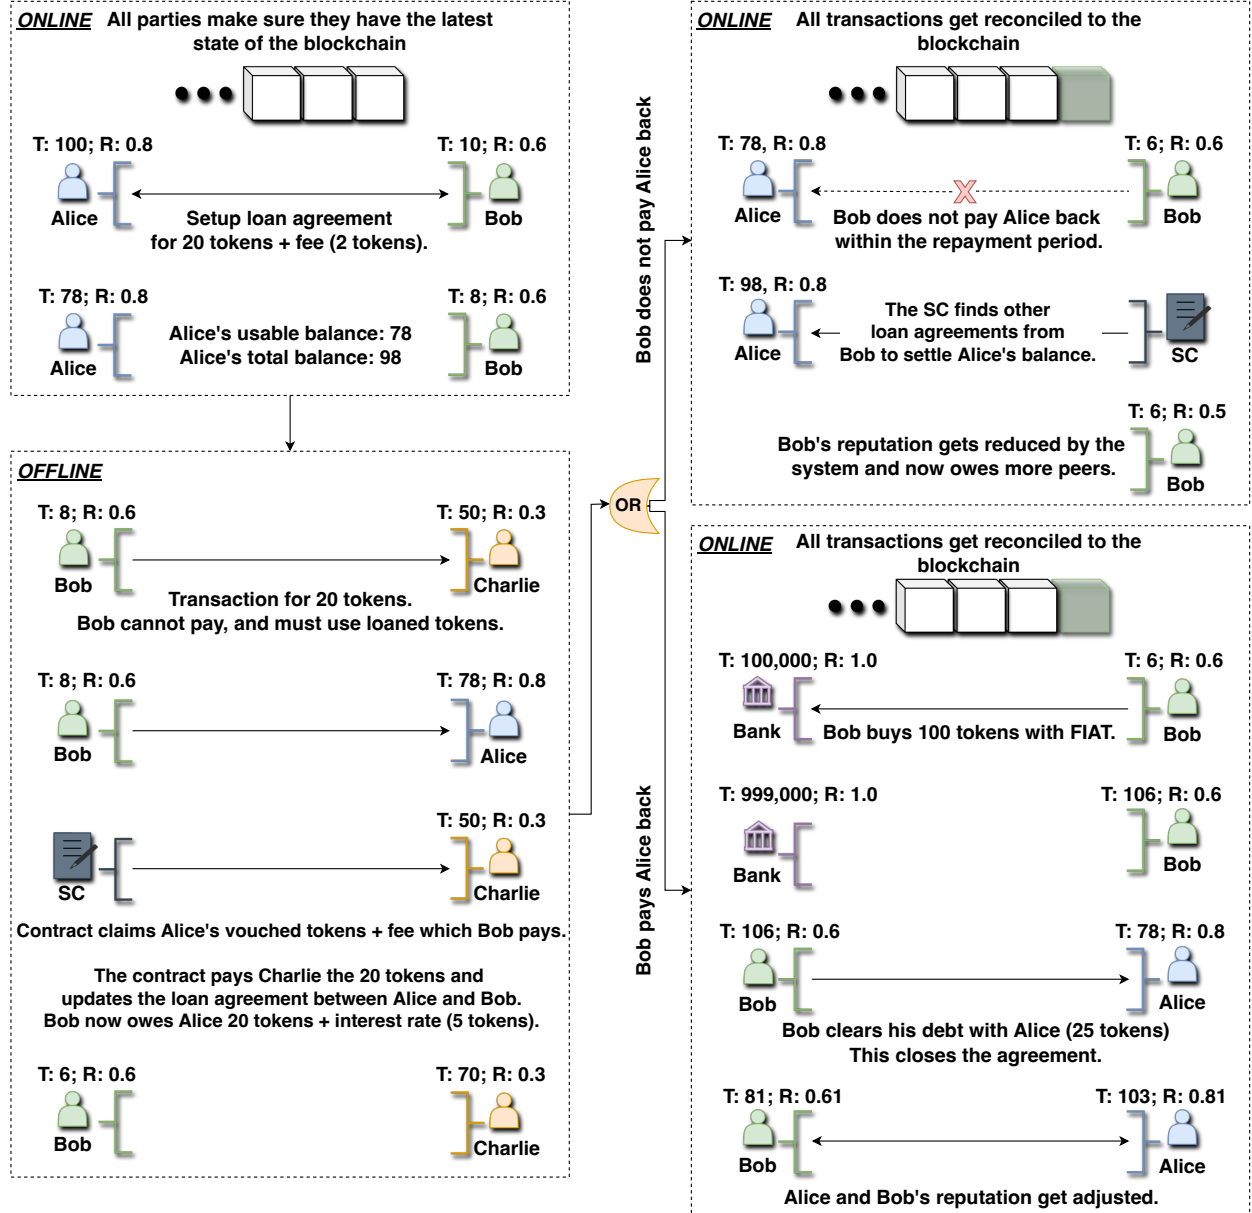 ONLINE All parties make sure they have the latest
state of the blockchain
T: 100; R: 0.8
T: 10; R: 0.6
Alice
Bob
Setup loan agreement
for 20 tokens + fee (2 tokens).
T: 78; R: 0.8
T: 8; R: 0.6
Alice's usable balance: 78
Alice's total balance: 98
Alice
Bob
OFFLINE
T: 8; R: 0.6
T: 50; R: 0.3
Bob
Charlie
Transaction for 20 tokens.
Bob cannot pay, and must use loaned tokens.
T: 8; R: 0.6
T: 78; R: 0.8
Bob
Alice
T: 50; R: 0.3
SC
Charlie
Contract claims Alice's vouched tokens + fee which Bob pays.
The contract pays Charlie the 20 tokens and
updates the loan agreement between Alice and Bob.
Bob now owes Alice 20 tokens + interest rate (5 tokens).
T: 6; R: 0.6
T: 70; R: 0.3
Bob
Charlie
OR
Bob does not pay Alice back
Bob pays Alice back
ONLINE All transactions get reconciled to the
blockchain
T: 78, R: 0.8
T: 6; R: 0.6
X
Alice
Bob
Bob does not pay Alice back
within the repayment period.
T: 98, R: 0.8
The SC finds other
loan agreements from
Bob to settle Alice's balance.
Alice
SC
T: 6; R: 0.5
Bob's reputation gets reduced by the
system and now owes more peers.
Bob
ONLINE All transactions get reconciled to the
blockchain
T: 100,000; R: 1.0
T: 6; R: 0.6
Bank
Bob buys 100 tokens with FIAT.
Bob
T: 999,000; R: 1.0
T: 106; R: 0.6
Bank
Bob
T: 106; R: 0.6
T: 78; R: 0.8
Bob
Alice
Bob clears his debt with Alice (25 tokens)
This closes the agreement.
T: 81; R: 0.61
T: 103; R: 0.81
Bob
Alice
Alice and Bob's reputation get adjusted.